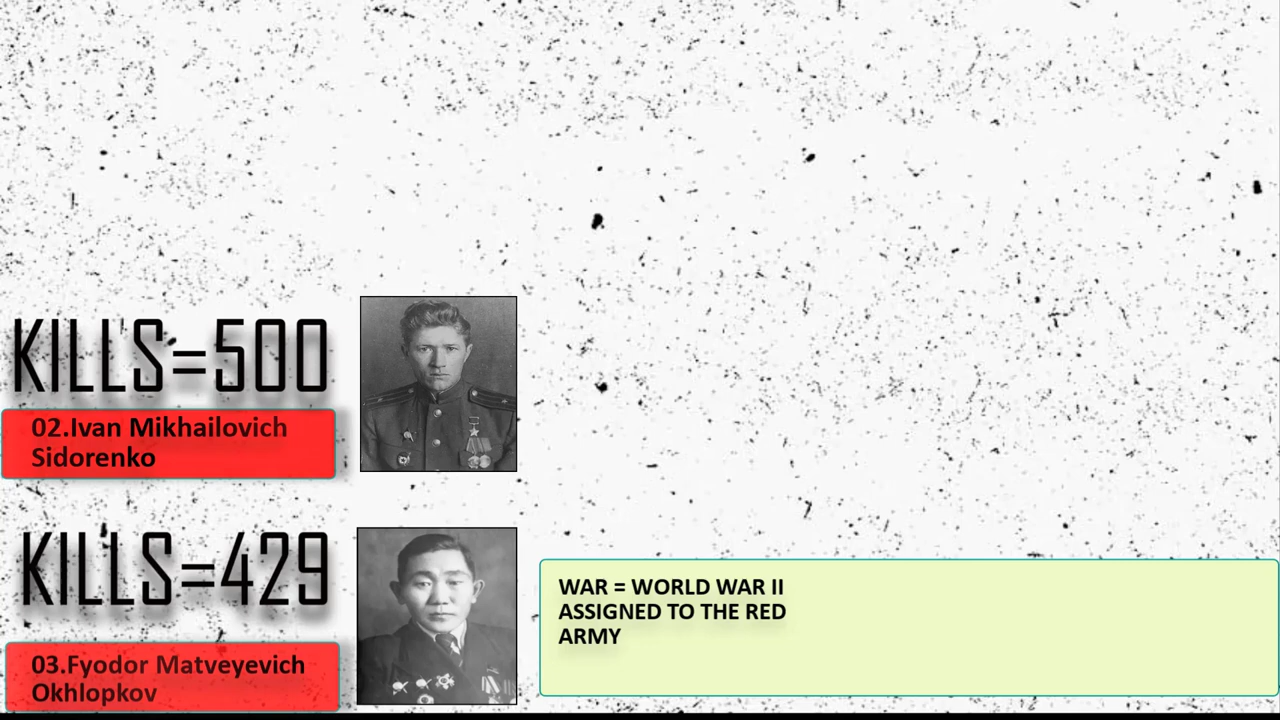 KILLS=500
02.Ivan Mikhailovich
Sidorenko
KILLS=429
03.Fyodor Matveyevich
Okhlopkov
WAR = WORLD WAR II
ASSIGNED TO THE RED
ARMY